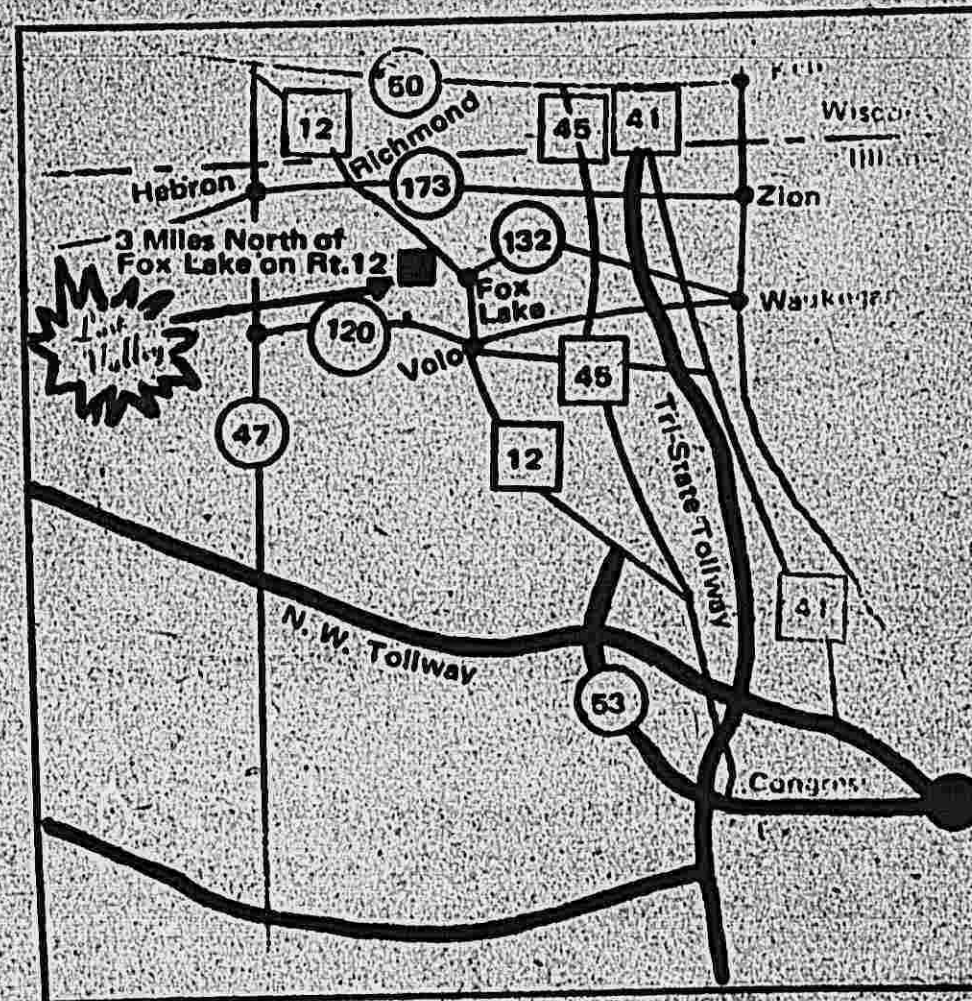 50
12
45
41
Richmond
173
Hebron
Zion
132
3 Miles North of
Fox Lake on Rt.12
Fox
Lake
120
Volo
45
47
12
Tri-State Tollway
41
N. W. Tollway
53